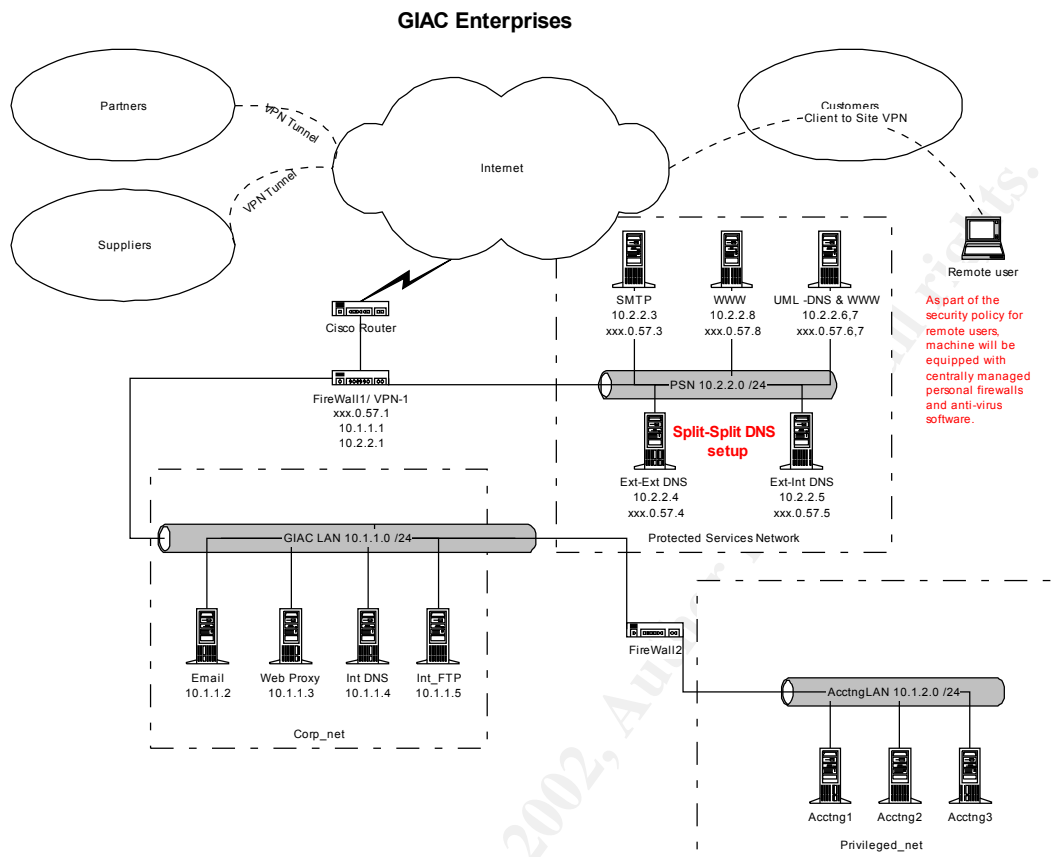 GIAC Enterprises
Partners
VPN Tunnel
Suppliers
VPN Tunnel
Internet
Customers
Client to Site VPN
Remote user
As part of the
security policy for
remote users,
machine will be
equipped with
centrally managed
personal firewalls
and anti-virus
software.
Cisco Router
FireWall1/ VPN-1
xxx.0.57.1
10.1.1.1
10.2.2.1
SMTP
10.2.2.3
xxx.0.57.3
WWW
10.2.2.8
xxx.0.57.8
UML -DNS & WWW
10.2.2.6,7
xxx.0.57.6,7
PSN 10.2.2.0 /24
Split-Split DNS
setup
Ext-Ext DNS
10.2.2.4
xxx.0.57.4
Ext-Int DNS
10.2.2.5
xxx.0.57.5
Protected Services Network
GIAC LAN 10.1.1.0 /24
Email
10.1.1.2
Web Proxy
10.1.1.3
Int DNS
10.1.1.4
Int_FTP
10.1.1.5
Corp_net
FireWall2
AcctngLAN 10.1.2.0 /24
Acctng1
Acctng2
Acctng3
Privileged_net
2002, Author
rights.